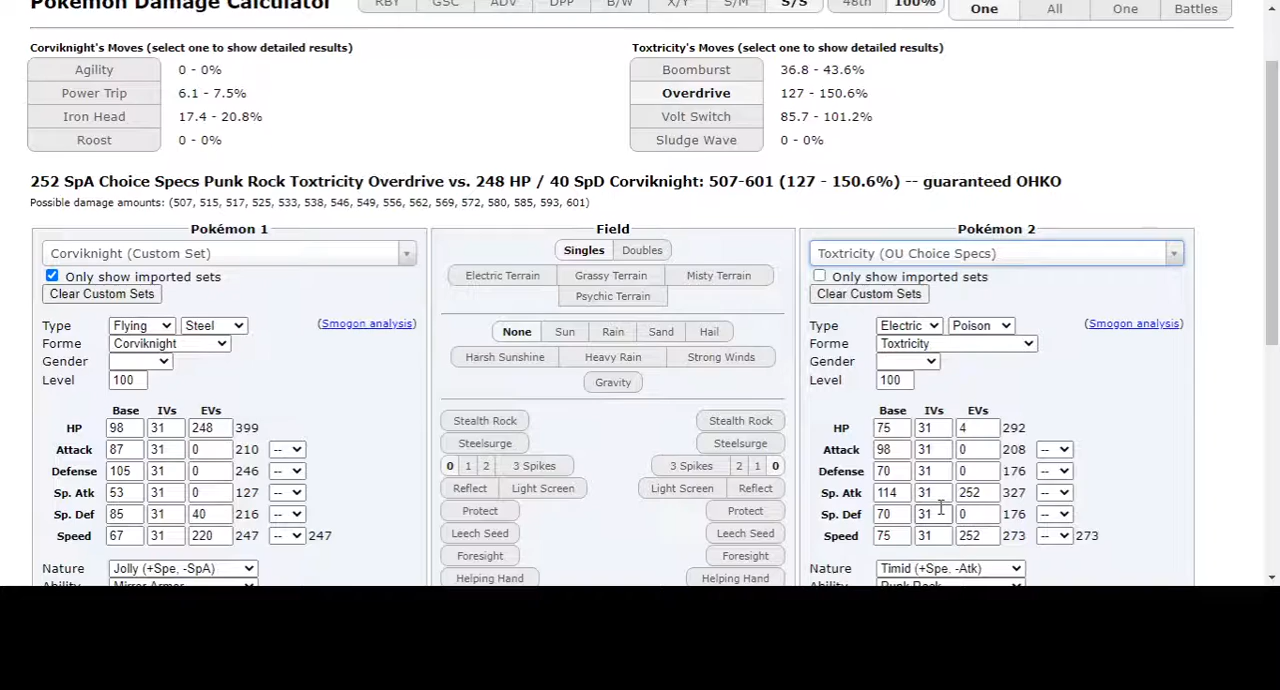 Pokémon Damage Calculator RBY GSC ADV DPP B/W X/Y S/M S/S 48th 100% One All One Battles
Corviknight's Moves (select one to show detailed results) Toxtricity's Moves (select one to show detailed results)
Agility 0 - 0% Boomburst 36.8 - 43.6%
Power Trip 6.1 - 7.5% Overdrive 127 - 150.6%
Iron Head 17.4 - 20.8% Volt Switch 85.7 - 101.2%
Roost 0 - 0% Sludge Wave 0 - 0%
252 SpA Choice Specs Punk Rock Toxtricity Overdrive vs. 248 HP / 40 SpD Corviknight: 507-601 (127 - 150.6%) -- guaranteed OHKO
Possible damage amounts: (507, 515, 517, 525, 533, 538, 546, 549, 556, 562, 569, 572, 580, 585, 593, 601)
Pokémon 1
Corviknight (Custom Set)
Only show imported sets
Clear Custom Sets
Type Flying Steel (Smogon analysis)
Forme Corviknight
Gender
Level 100
Base IVs EVs
HP 98 31 248 399
Attack 87 31 0 210 --
Defense 105 31 0 246 --
Sp. Atk 53 31 0 127 --
Sp. Def 85 31 40 216 --
Speed 67 31 220 247 -- 247
Nature Jolly (+Spe, -SpA)
Ability Mirror Armor
Field
Singles Doubles
Electric Terrain Grassy Terrain Misty Terrain
Psychic Terrain
None Sun Rain Sand Hail
Harsh Sunshine Heavy Rain Strong Winds
Gravity
Stealth Rock Stealth Rock
Steelsurge Steelsurge
0 1 2 3 Spikes 3 Spikes 2 1 0
Reflect Light Screen Light Screen Reflect
Protect Protect
Leech Seed Leech Seed
Foresight Foresight
Helping Hand Helping Hand
Pokémon 2
Toxtricity (OU Choice Specs)
Only show imported sets
Clear Custom Sets
Type Electric Poison (Smogon analysis)
Forme Toxtricity
Gender
Level 100
Base IVs EVs
HP 75 31 4 292
Attack 98 31 0 208 --
Defense 70 31 0 176 --
Sp. Atk 114 31 252 327 --
Sp. Def 70 31 0 176 --
Speed 75 31 252 273 -- 273
Nature Timid (+Spe, -Atk)
Ability Punk Rock